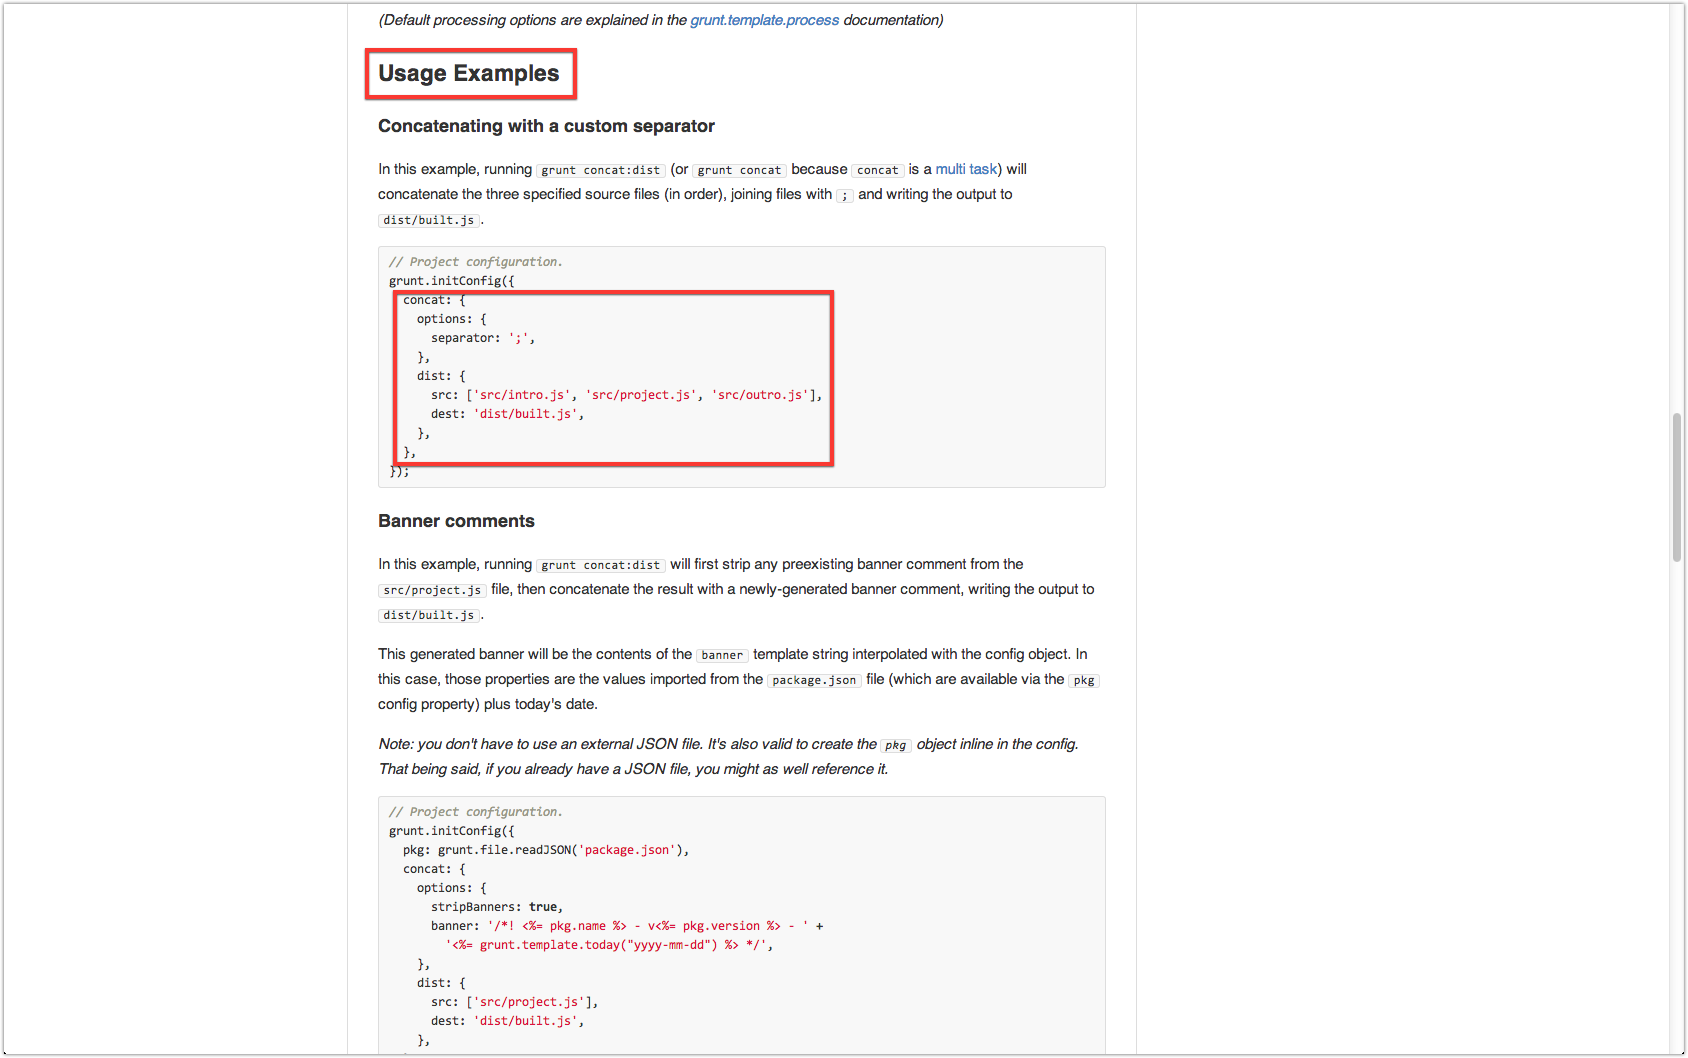 (Default processing options are explained in the grunt.template.process documentation)
Usage Examples
Concatenating with a custom separator
In this example, running grunt concat:dist (or grunt concat because concat is a multi task) will
concatenate the three specified source files (in order), joining files with ; and writing the output to
dist/built.js.
// Project configuration.
grunt.initConfig({
  concat: {
    options: {
      separator: ';',
    },
    dist: {
      src: ['src/intro.js', 'src/project.js', 'src/outro.js'],
      dest: 'dist/built.js',
    },
  },
});
Banner comments
In this example, running grunt concat:dist will first strip any preexisting banner comment from the
src/project.js file, then concatenate the result with a newly-generated banner comment, writing the output to
dist/built.js.
This generated banner will be the contents of the banner template string interpolated with the config object. In
this case, those properties are the values imported from the package.json file (which are available via the pkg
config property) plus today's date.
Note: you don't have to use an external JSON file. It's also valid to create the pkg object inline in the config.
That being said, if you already have a JSON file, you might as well reference it.
// Project configuration.
grunt.initConfig({
  pkg: grunt.file.readJSON('package.json'),
  concat: {
    options: {
      stripBanners: true,
      banner: '/*! <%= pkg.name %> - v<%= pkg.version %> - ' +
        '<%= grunt.template.today("yyyy-mm-dd") %> */',
    },
    dist: {
      src: ['src/project.js'],
      dest: 'dist/built.js',
    },